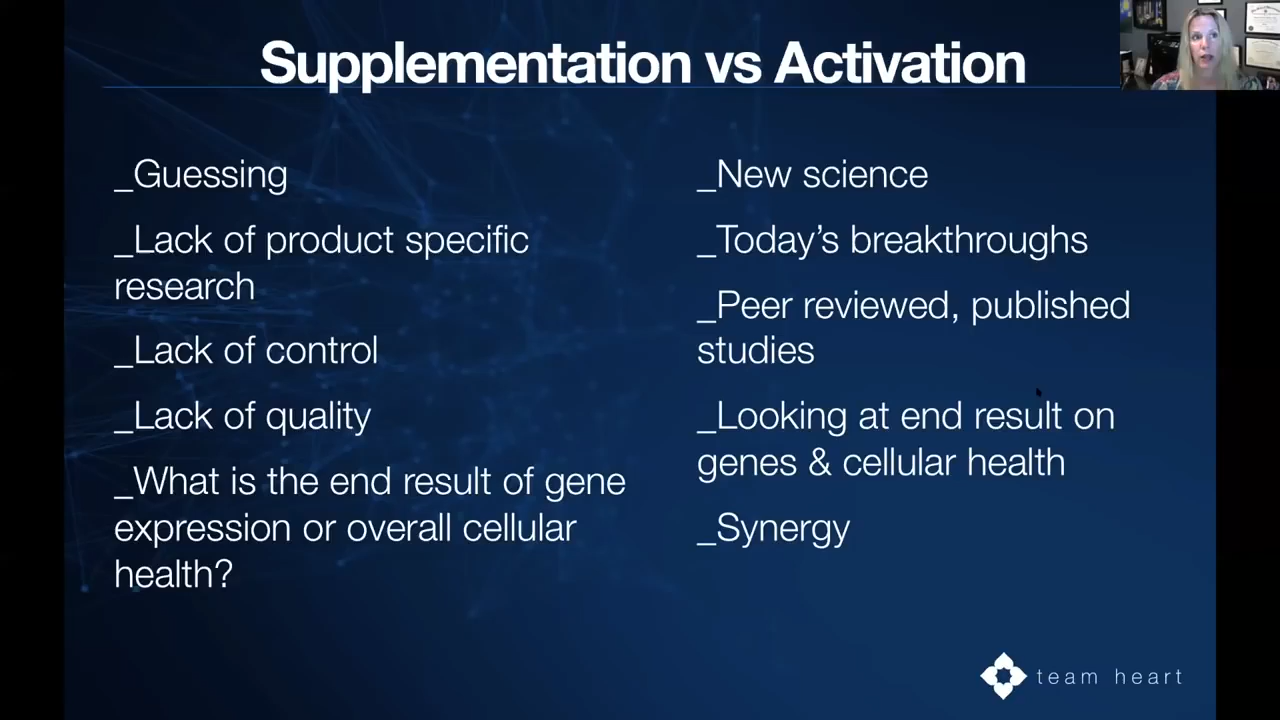 Supplementation vs Activation
_Guessing
_Lack of product specific
research
_Lack of control
_Lack of quality
_What is the end result of gene
expression or overall cellular
health?
_New science
_Today’s breakthroughs
_Peer reviewed, published
studies
_Looking at end result on
genes & cellular health
_Synergy
team heart